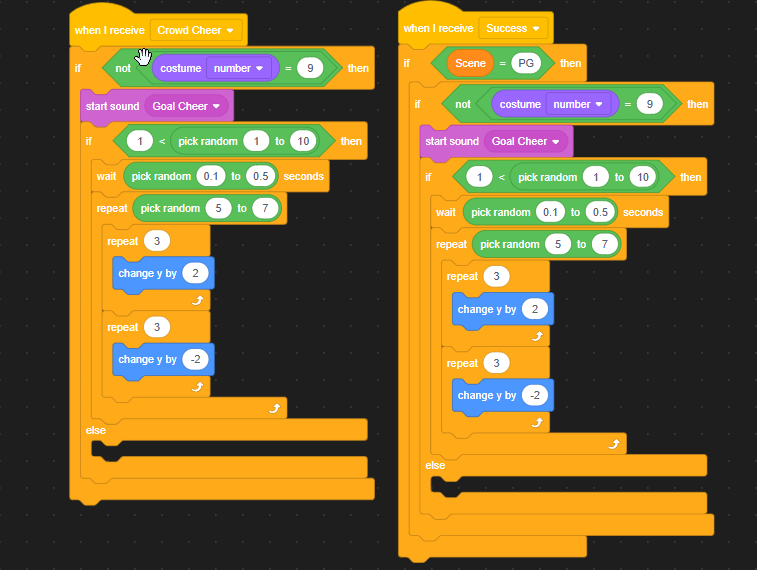 when I receive Crowd Cheer
if not costume number = 9 then
start sound Goal Cheer
if 1 < pick random 1 to 10 then
wait pick random 0.1 to 0.5 seconds
repeat pick random 5 to 7
repeat 3
change y by 2
repeat 3
change y by -2
else
when I receive Success
if Scene = PG then
if not costume number = 9 then
start sound Goal Cheer
if 1 < pick random 1 to 10 then
wait pick random 0.1 to 0.5 seconds
repeat pick random 5 to 7
repeat 3
change y by 2
repeat 3
change y by -2
else